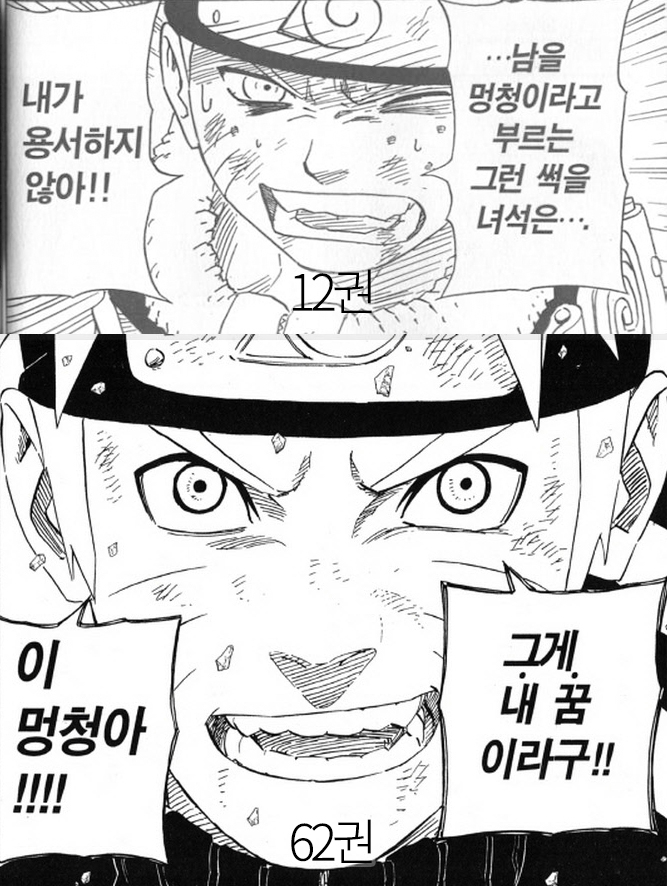 …남을
멍청이라고
부르는
그런 썩을
녀석은….
내가
용서하지
않아!!
12권
그게
내 꿈
이라구!!
이
멍청아
!!!!
62권